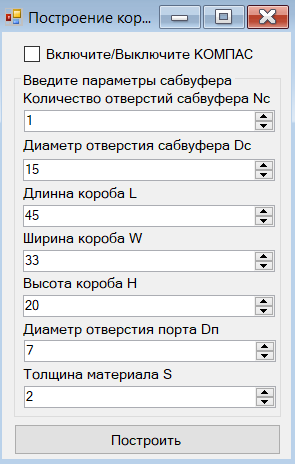 Построение кор...
Включите/Выключите КОМПАС
Введите параметры сабвуфера
Количество отверстий сабвуфера Nc
1
Диаметр отверстия сабвуфера Dc
15
Длинна короба L
45
Ширина короба W
33
Высота короба H
20
Диаметр отверстия порта Dп
7
Толщина материала S
2
Построить